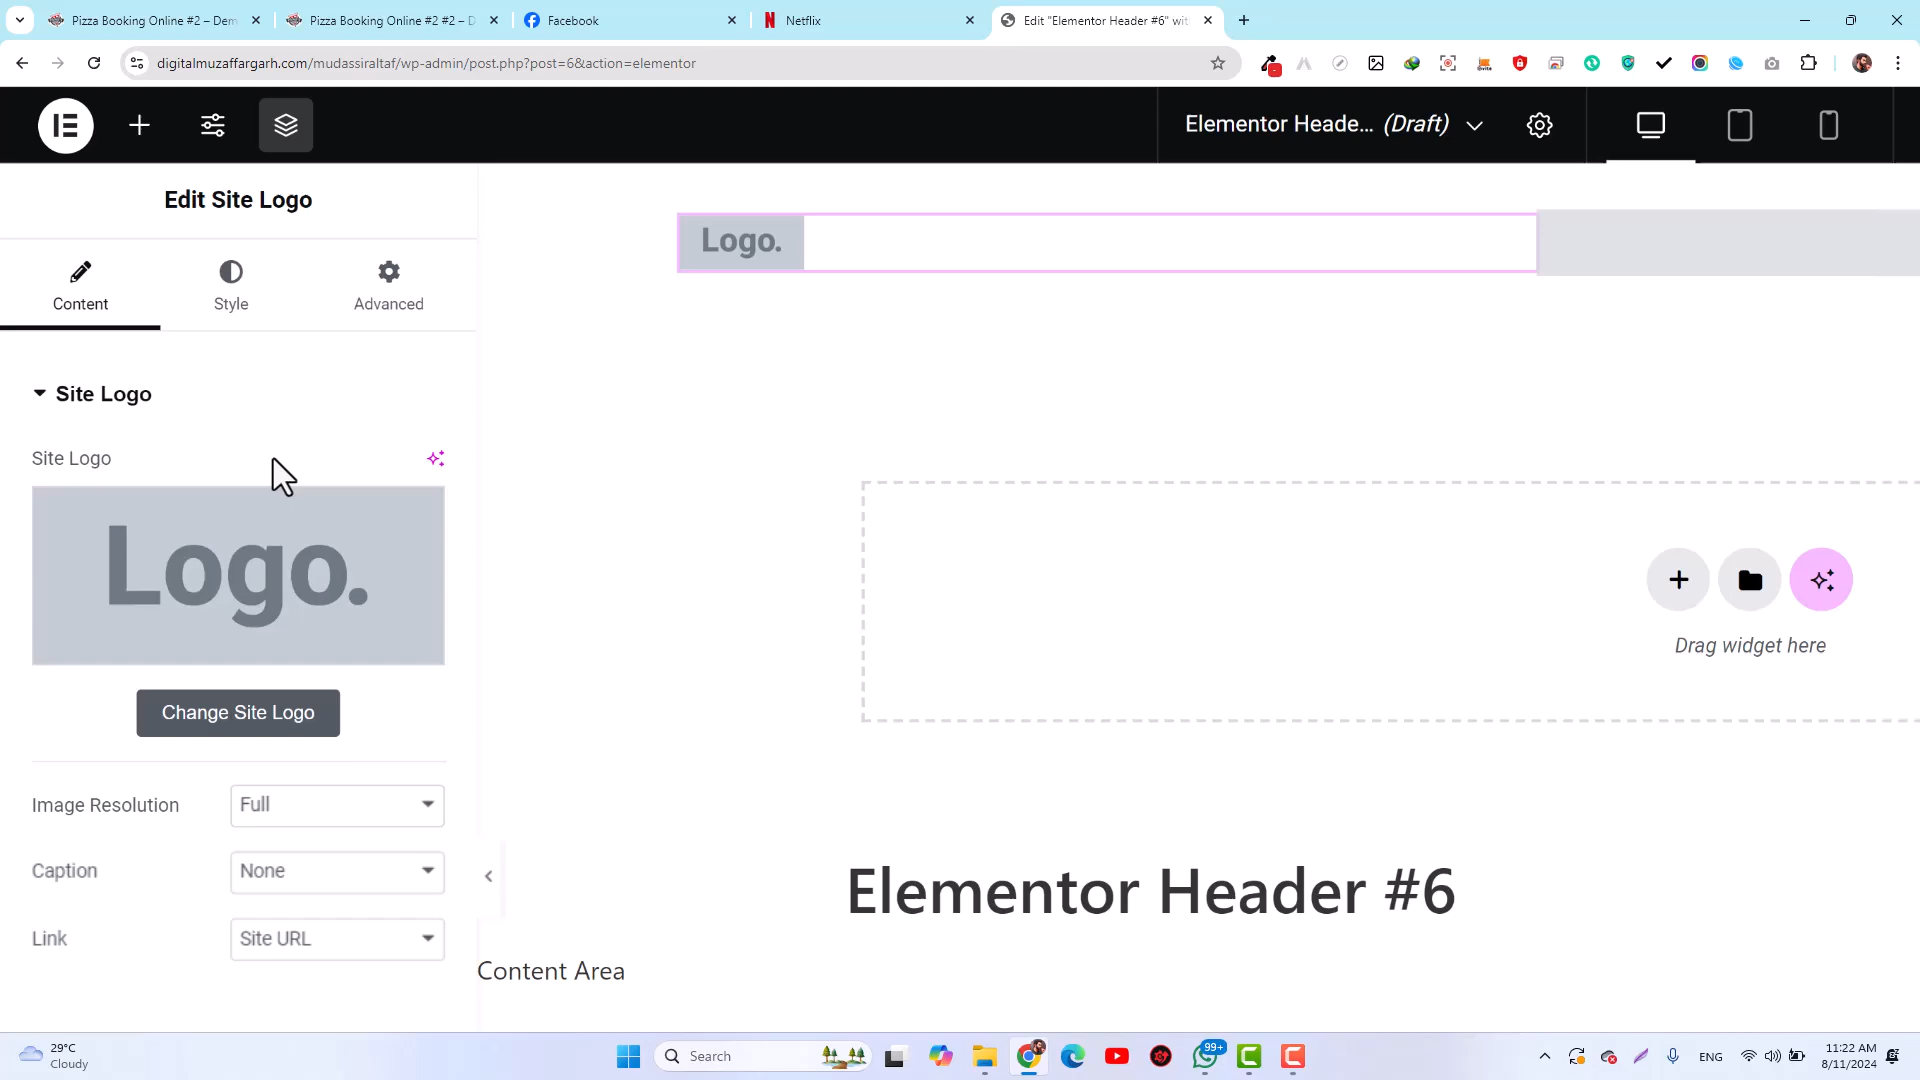 Pizza Booking Online #2 – Dem
Pizza Booking Online #2 #2 – D
Facebook
Netflix
Edit "Elementor Header #6" wit
digitalmuzaffargarh.com/mudassiraltaf/wp-admin/post.php?post=6&action=elementor
Elementor Heade... (Draft)
Edit Site Logo
Content
Style
Advanced
Logo.
Site Logo
Site Logo
Logo.
Change Site Logo
Drag widget here
Image Resolution
Full
Caption
None
Link
Site URL
Elementor Header #6
Content Area
29°C
Cloudy
Search
99+
ENG
11:22 AM
8/11/2024